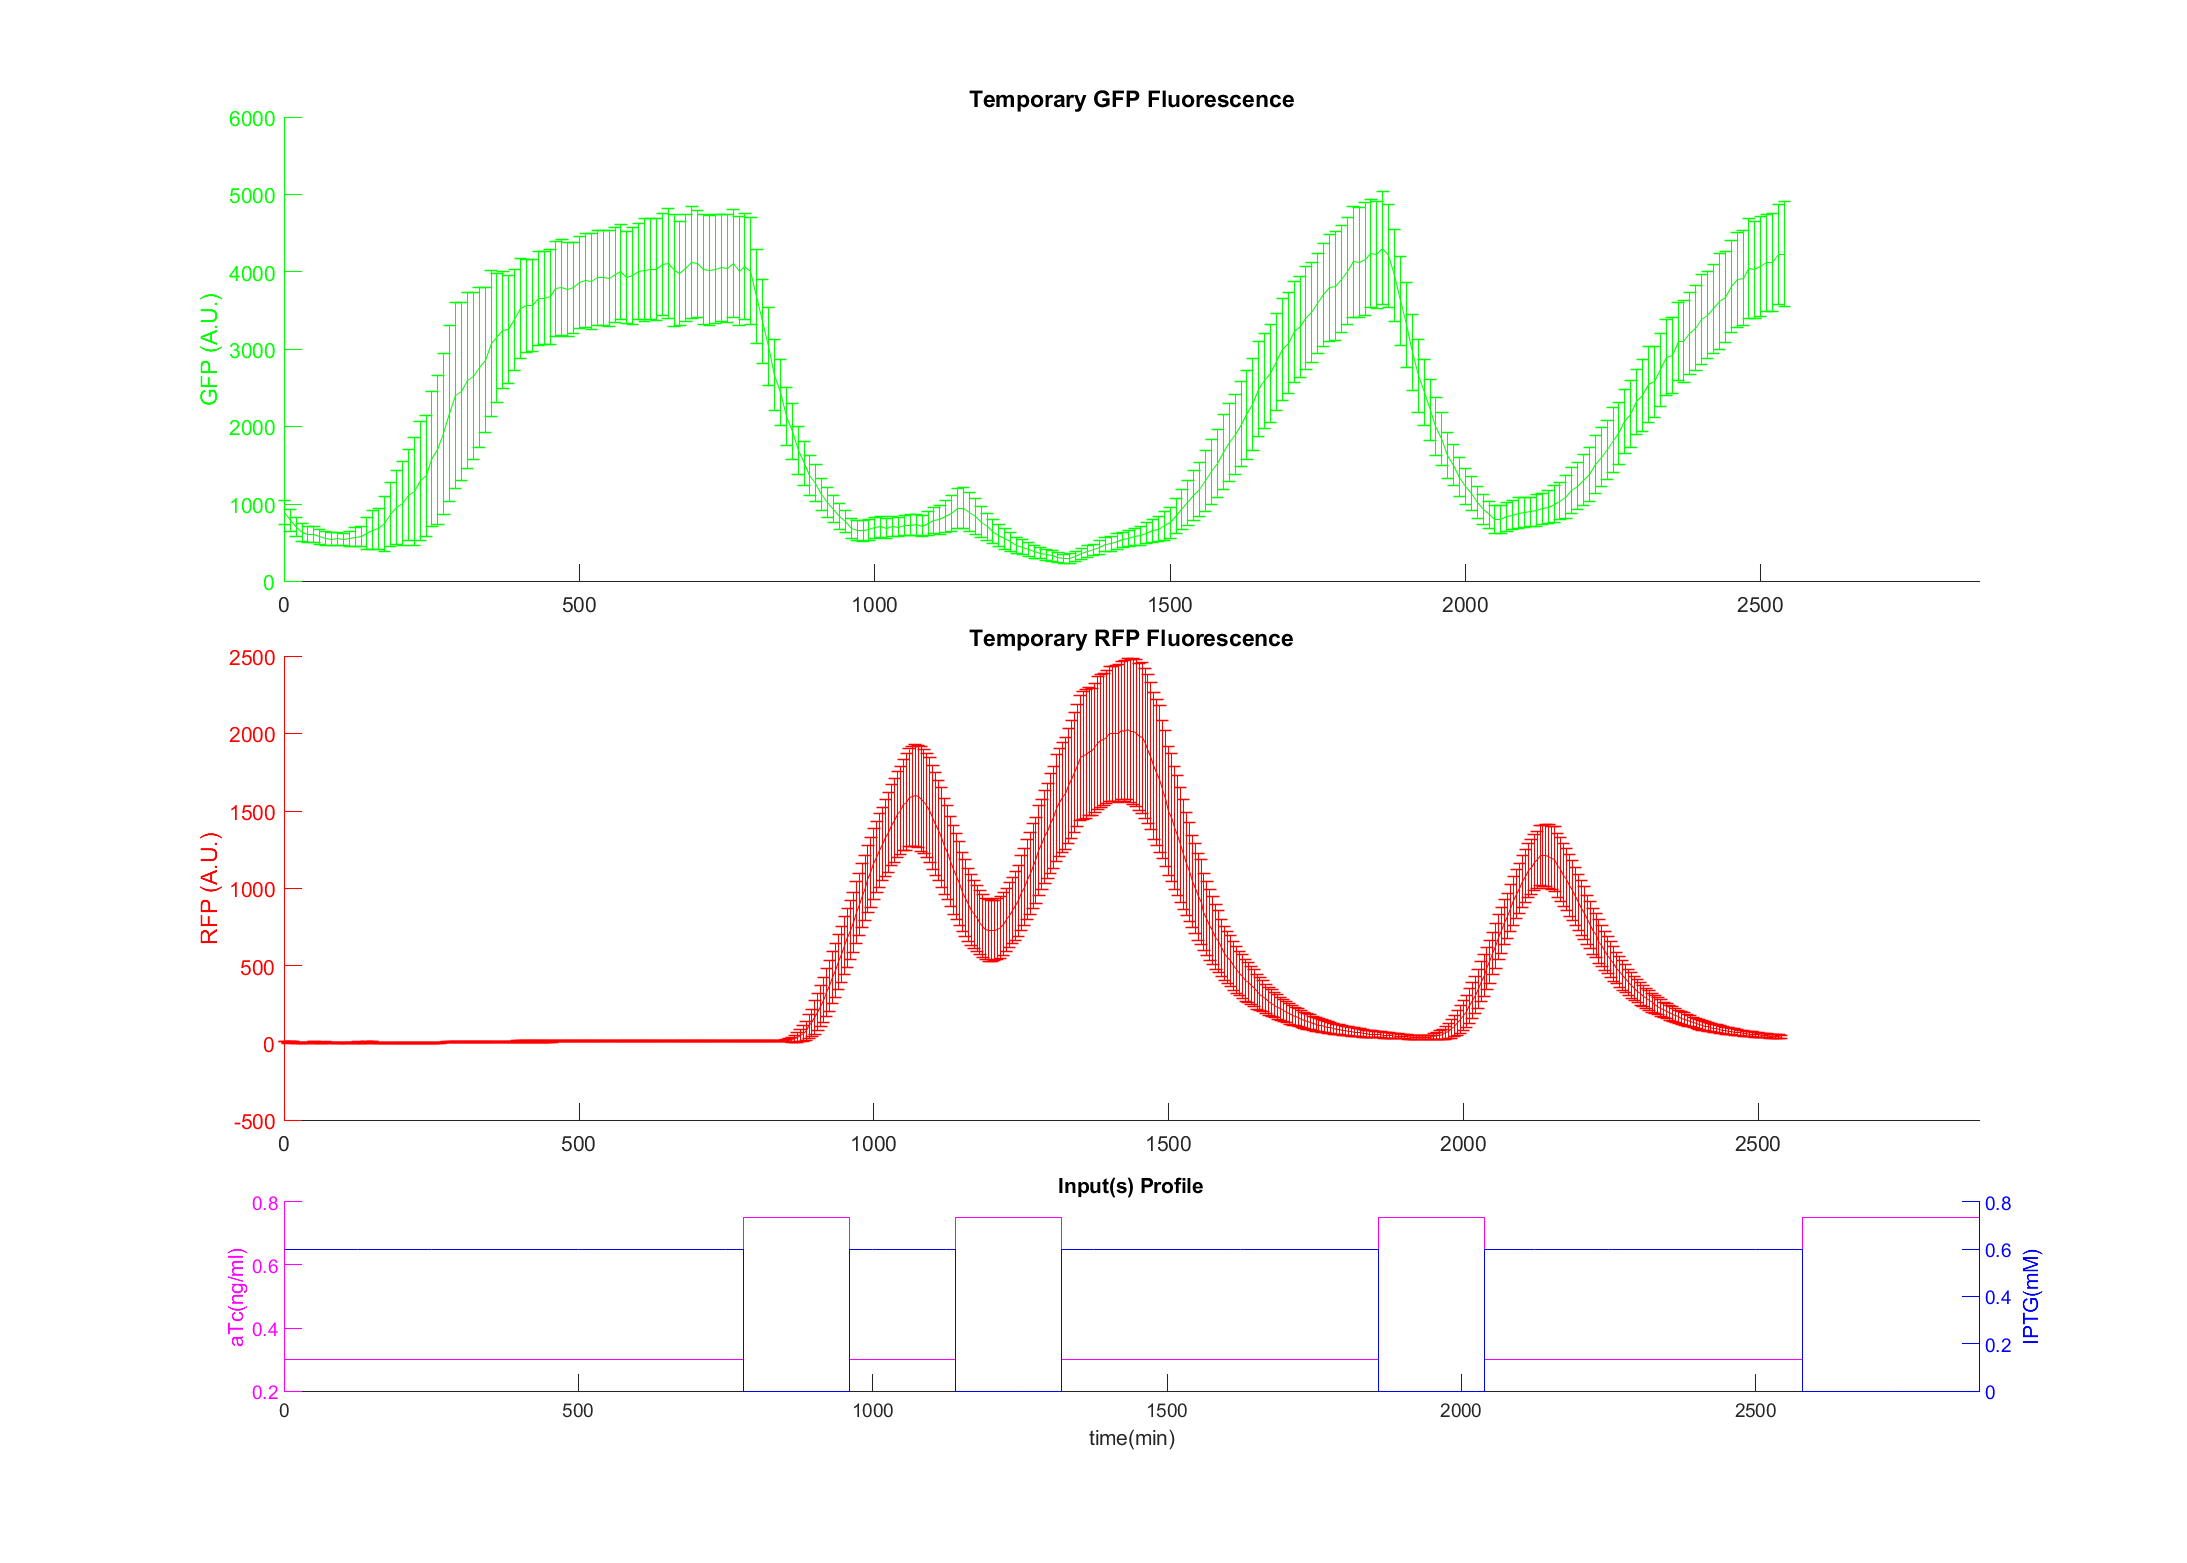 Temporary GFP Fluorescence
6000
5000
4000
3000
2000
1000
0
GFP (A.U.)
0 500 1000 1500 2000 2500
Temporary RFP Fluorescence
2500
2000
1500
1000
500
0
-500
RFP (A.U.)
0 500 1000 1500 2000 2500
Input(s) Profile
0.8 0.8
0.6 0.6
0.4 0.4
0.2
0.2 0
aTc(ng/ml)
IPTG(mM)
0 500 1000 1500 2000 2500
time(min)